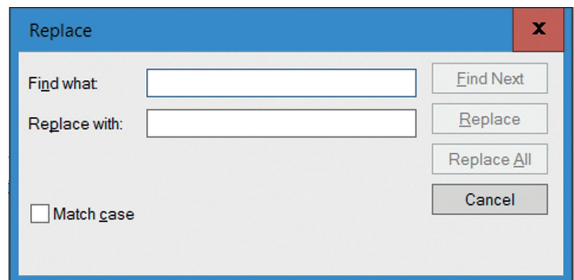 Replace
x
Find what:
Find Next
Replace with:
Replace
Replace All
Cancel
Match case